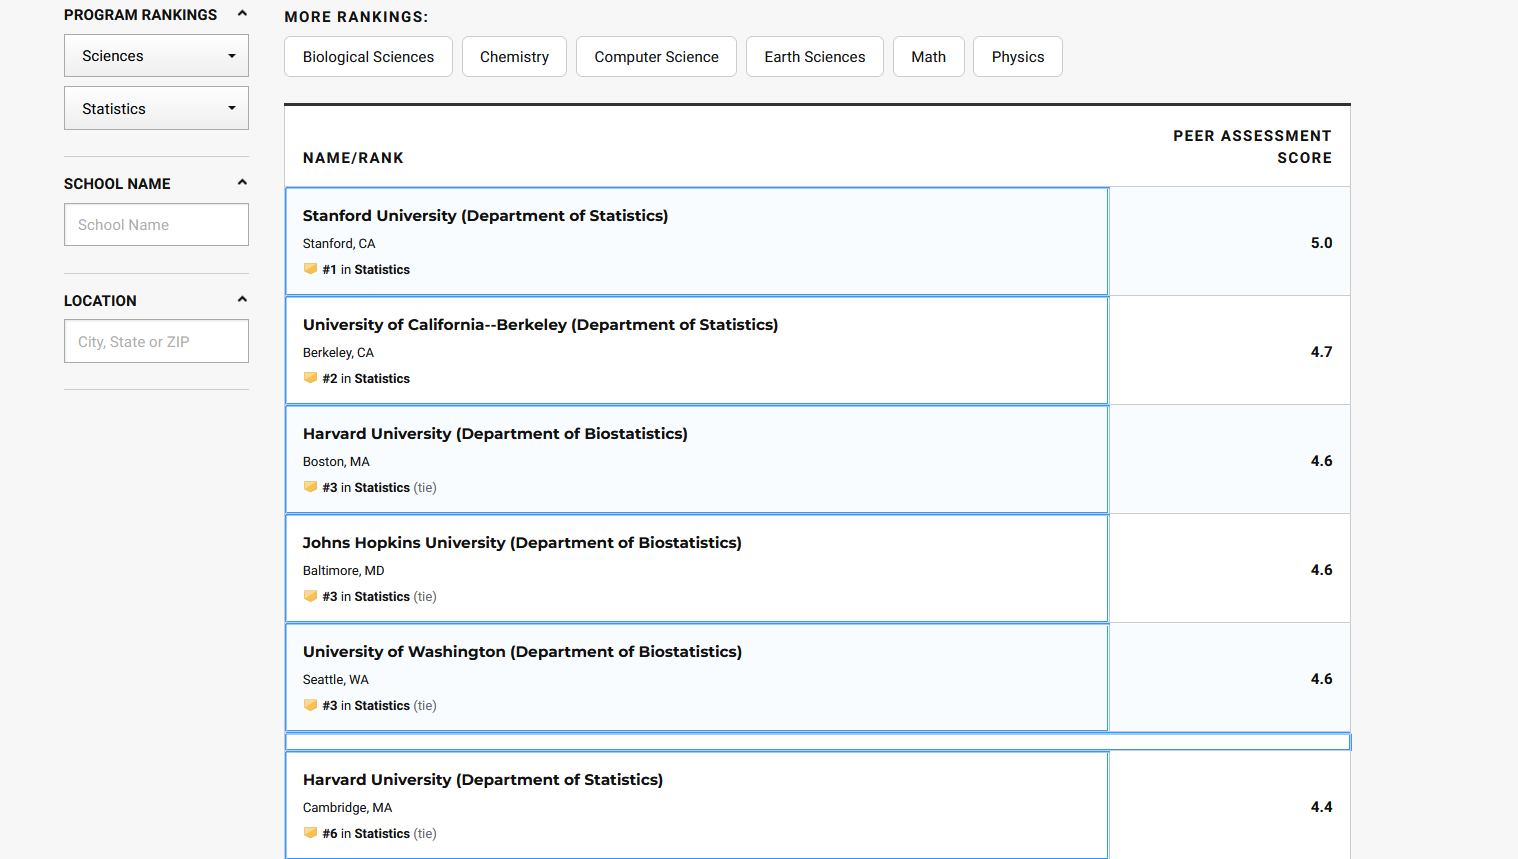 PROGRAM RANKINGS
Sciences
Statistics
SCHOOL NAME
School Name
LOCATION
City, State or ZIP
MORE RANKINGS:
Biological Sciences
Chemistry
Computer Science
Earth Sciences
Math
Physics
NAME/RANK
PEER ASSESSMENT
SCORE
Stanford University (Department of Statistics)
Stanford, CA
#1 in Statistics
5.0
University of California--Berkeley (Department of Statistics)
Berkeley, CA
#2 in Statistics
4.7
Harvard University (Department of Biostatistics)
Boston, MA
#3 in Statistics (tie)
4.6
Johns Hopkins University (Department of Biostatistics)
Baltimore, MD
#3 in Statistics (tie)
4.6
University of Washington (Department of Biostatistics)
Seattle, WA
#3 in Statistics (tie)
4.6
Harvard University (Department of Statistics)
Cambridge, MA
#6 in Statistics (tie)
4.4